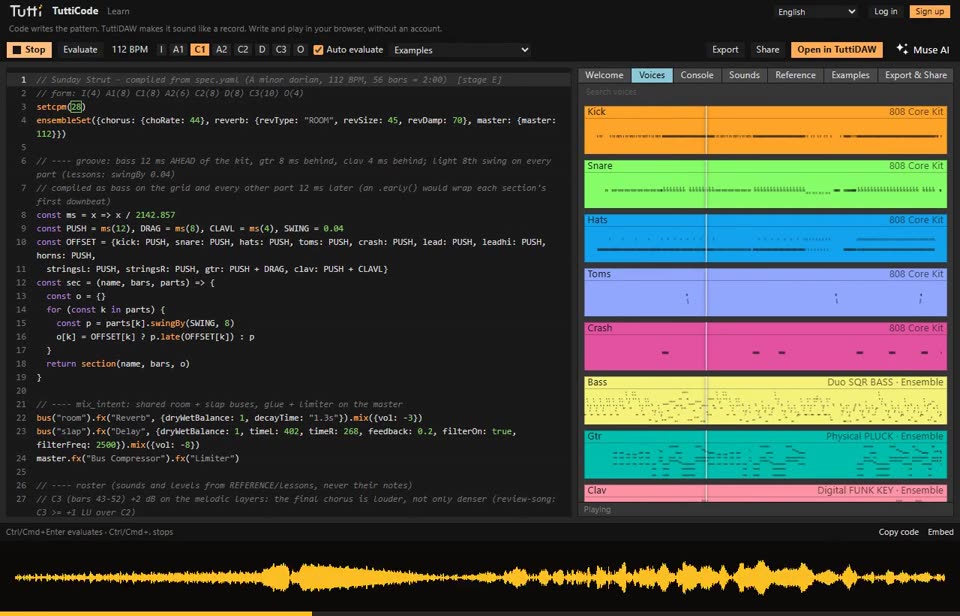 Tutti TuttiCode Learn English Log in Sign up
Code writes the pattern. TuttiDAW makes it sound like a record. Write and play in your browser, without an account.
Stop Evaluate 112 BPM I A1 C1 A2 C2 D C3 O Auto evaluate Examples Export Share Open in TuttiDAW Muse AI
1 // Sunday Strut — compiled from spec.yaml (A minor dorian, 112 BPM, 56 bars = 2:00) [stage E]
2 // form: I(4) A1(8) C1(8) A2(6) C2(8) D(8) C3(10) O(4)
3 setcpm(28)
4 ensembleSet({chorus: {choRate: 44}, reverb: {revType: "ROOM", revSize: 45, revDamp: 70}, master: {master:
112}})
5
6 // ---- groove: bass 12 ms AHEAD of the kit, gtr 8 ms behind, clav 4 ms behind; light 8th swing on every
part (lessons: swingBy 0.04)
7 // compiled as bass on the grid and every other part 12 ms later (an .early() would wrap each section's
first downbeat)
8 const ms = x => x / 2142.857
9 const PUSH = ms(12), DRAG = ms(8), CLAVL = ms(4), SWING = 0.04
10 const OFFSET = {kick: PUSH, snare: PUSH, hats: PUSH, toms: PUSH, crash: PUSH, lead: PUSH, leadhi: PUSH,
horns: PUSH,
11 stringsL: PUSH, stringsR: PUSH, gtr: PUSH + DRAG, clav: PUSH + CLAVL}
12 const sec = (name, bars, parts) => {
13 const o = {}
14 for (const k in parts) {
15 const p = parts[k].swingBy(SWING, 8)
16 o[k] = OFFSET[k] ? p.late(OFFSET[k]) : p
17 }
18 return section(name, bars, o)
19 }
20
21 // ---- mix_intent: shared room + slap buses, glue + limiter on the master
22 bus("room").fx("Reverb", {dryWetBalance: 1, decayTime: "1.3s"}).mix({vol: -3})
23 bus("slap").fx("Delay", {dryWetBalance: 1, timeL: 402, timeR: 268, feedback: 0.2, filterOn: true,
filterFreq: 2500}).mix({vol: -8})
24 master.fx("Bus Compressor").fx("Limiter")
25
26 // ---- roster (sounds and levels from REFERENCE/Lessons, never their notes)
27 // C3 (bars 43-52) +2 dB on the melodic layers: the final chorus is louder, not only denser (review-song:
C3 >= +1 LU over C2)
Welcome Voices Console Sounds Reference Examples Export & Share
Search voices
Kick 808 Core Kit
Snare 808 Core Kit
Hats 808 Core Kit
Toms 808 Core Kit
Crash 808 Core Kit
Bass Duo SQR BASS · Ensemble
Gtr Physical PLUCK · Ensemble
Clav Digital FUNK KEY · Ensemble
Playing
Ctrl/Cmd+Enter evaluates · Ctrl/Cmd+. stops Copy code Embed